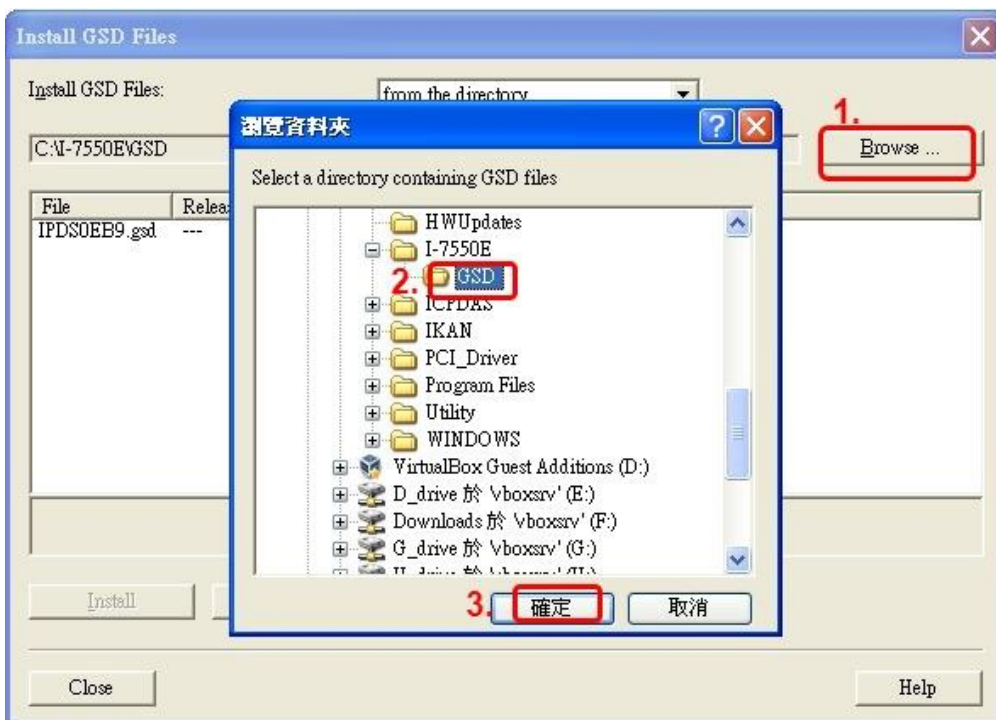 Install GSD Files
Install GSD Files:
from the directory
1.
C:\I-7550E\GSD
Browse ...
File
IPDS0EB9.gsd ---
瀏覽資料夾
Select a directory containing GSD files
HWUpdates
I-7550E
2. GSD
ICPDAS
IKAN
PCI_Driver
Program Files
Utility
WINDOWS
VirtualBox Guest Additions (D:)
D_drive 於 'vboxsrv' (E:)
Downloads 於 'vboxsrv' (F:)
G_drive 於 'vboxsrv' (G:)
3. 確定
取消
Install
Close
Help